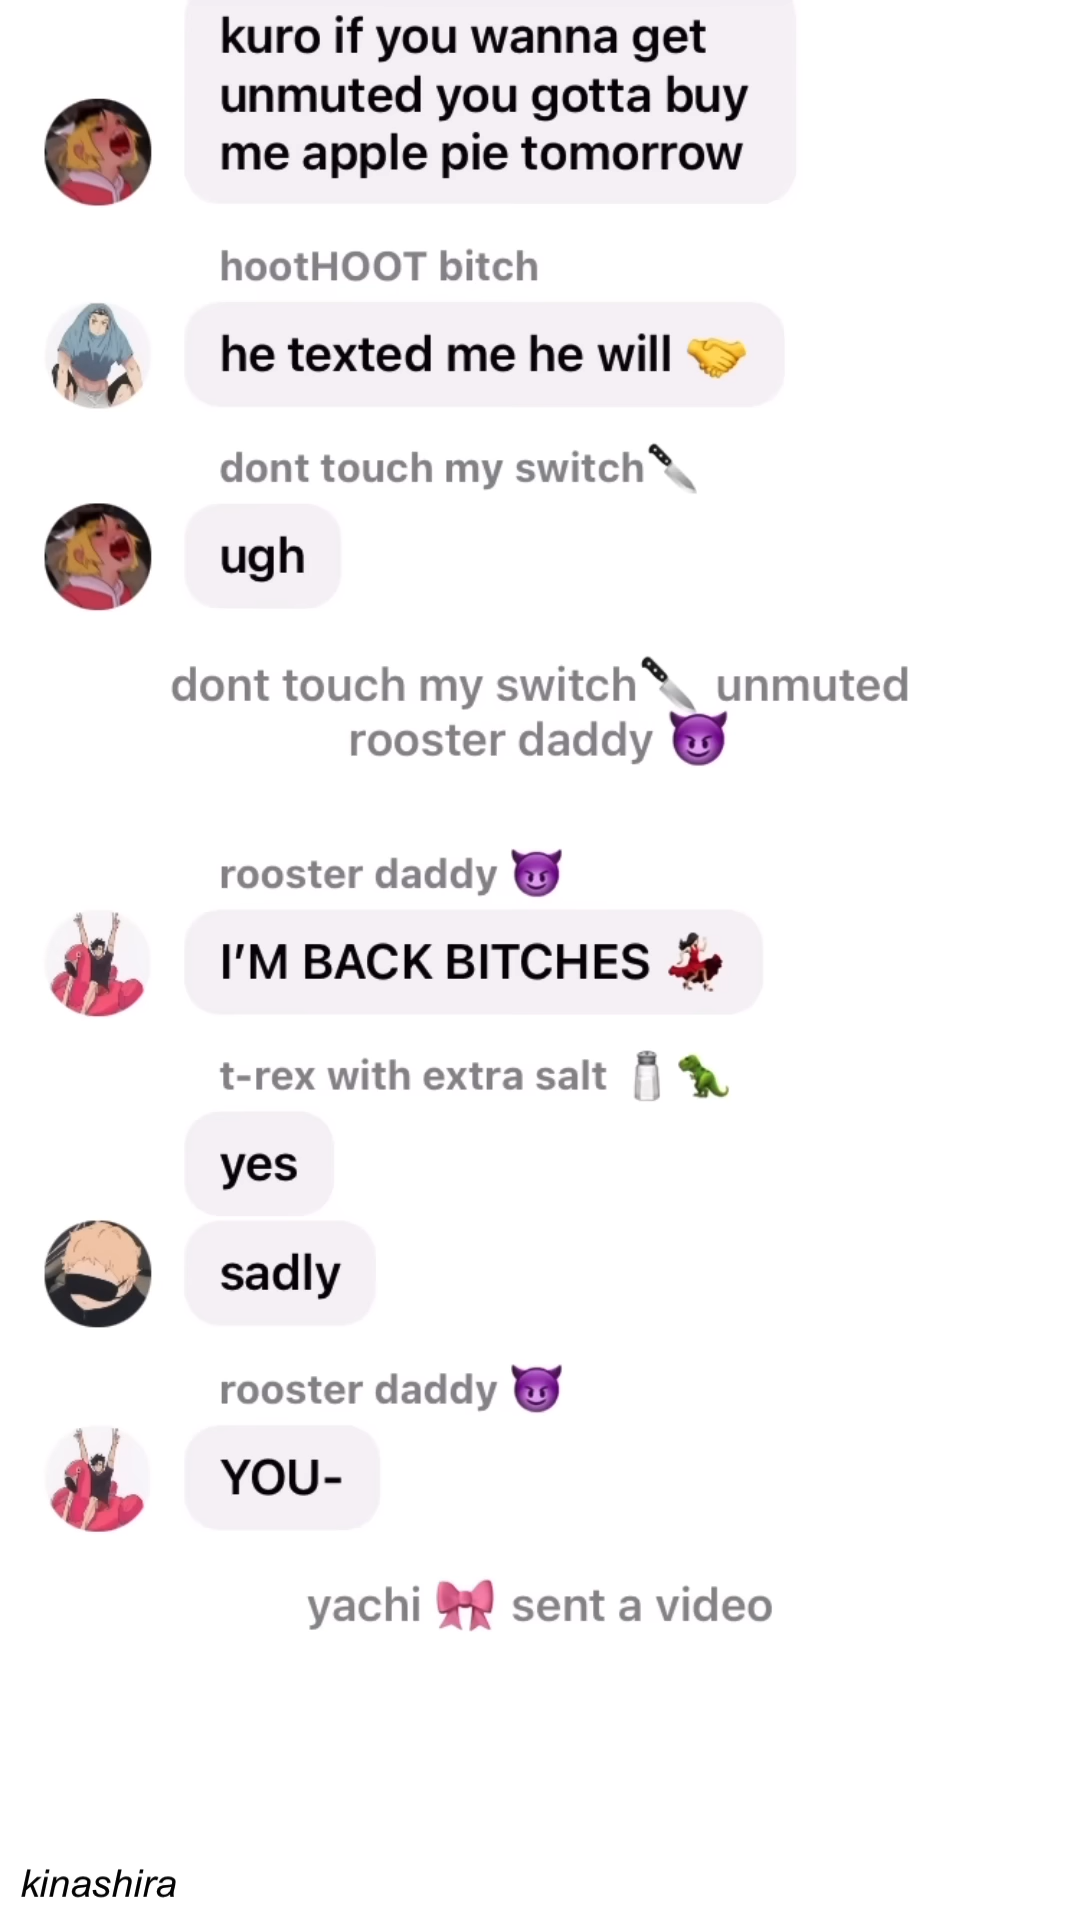 kuro if you wanna get
unmuted you gotta buy
me apple pie tomorrow
hootHOOT bitch
he texted me he will 🤝
dont touch my switch🔪
ugh
dont touch my switch🔪 unmuted
rooster daddy 😈
rooster daddy 😈
I'M BACK BITCHES 💃
t-rex with extra salt 🧂🦖
yes
sadly
rooster daddy 😈
YOU-
yachi 🎀 sent a video
kinashira